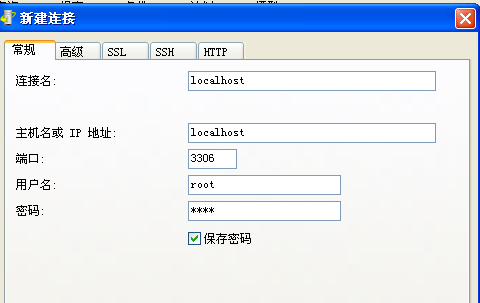 新建连接
常规 高级 SSL SSH HTTP
连接名: localhost
主机名或 IP 地址: localhost
端口: 3306
用户名: root
密码: ****
保存密码